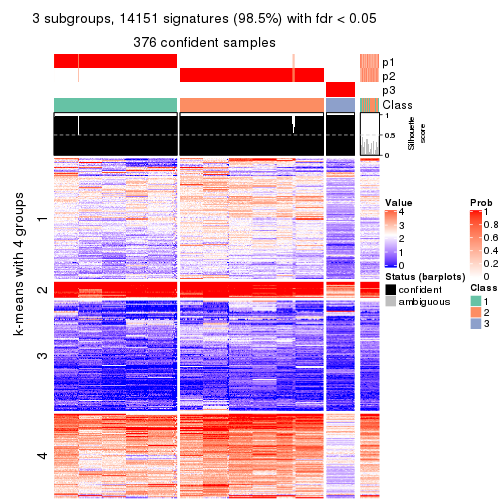 3 subgroups, 14151 signatures (98.5%) with fdr < 0.05
376 confident samples
p1
p2
p3
Class
1
0.5
0
Silhouette
score
k-means with 4 groups
1
2
3
4
Value
4
3
2
1
0
Status (barplots)
confident
ambiguous
Prob
1
0.8
0.6
0.4
0.2
0
Class
1
2
3